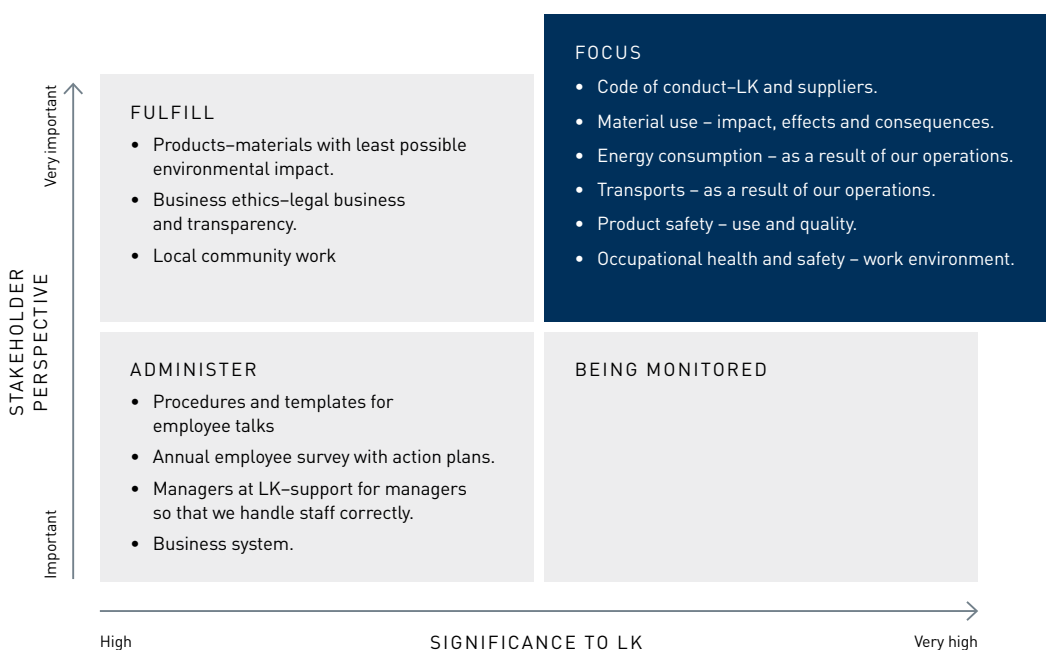 FOCUS
• Code of conduct–LK and suppliers.
• Material use – impact, effects and consequences.
• Energy consumption – as a result of our operations.
• Transports – as a result of our operations.
• Product safety – use and quality.
• Occupational health and safety – work environment.
FULFILL
• Products–materials with least possible
environmental impact.
• Business ethics–legal business
and transparency.
• Local community work
ADMINISTER
• Procedures and templates for
employee talks
• Annual employee survey with action plans.
• Managers at LK–support for managers
so that we handle staff correctly.
• Business system.
BEING MONITORED
Very important
STAKEHOLDER
PERSPECTIVE
Important
High
SIGNIFICANCE TO LK
Very high